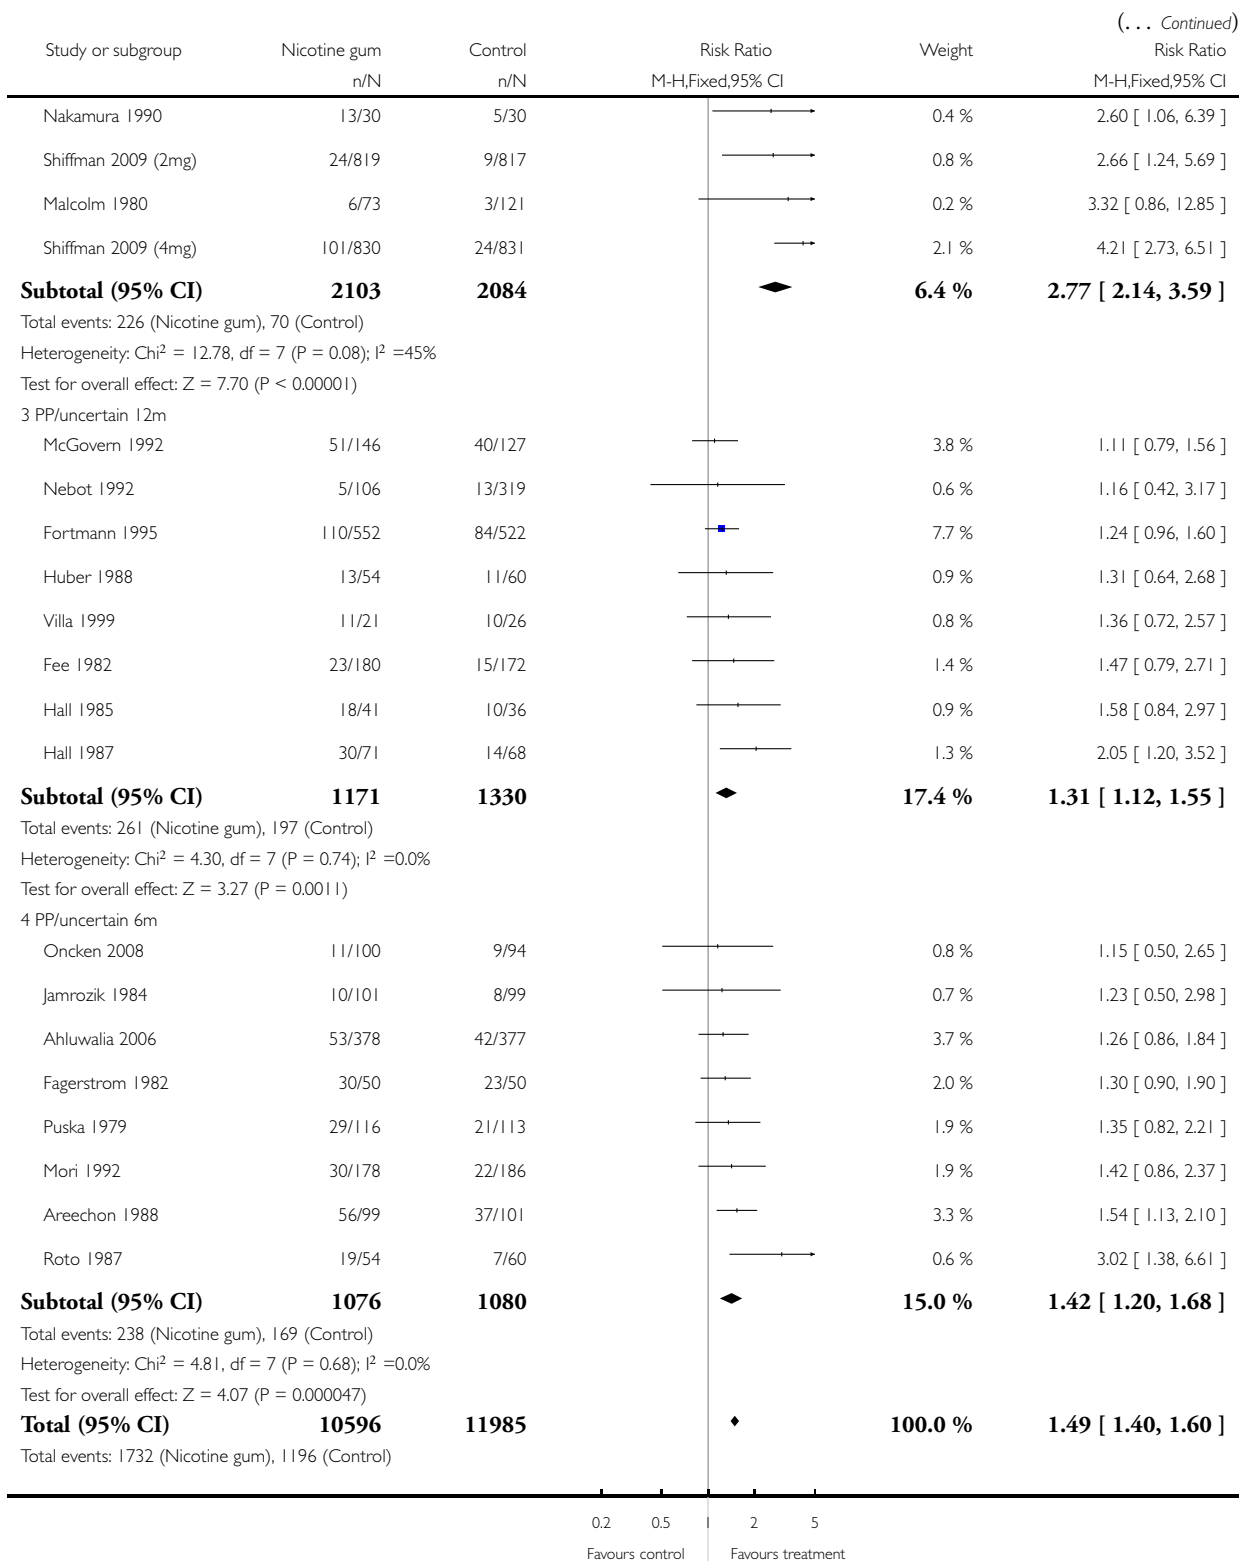 (... Continued)
Study or subgroup Nicotine gum Control Risk Ratio Weight Risk Ratio
n/N n/N M-H,Fixed,95% CI M-H,Fixed,95% CI
Nakamura 1990 13/30 5/30 0.4 % 2.60 [ 1.06, 6.39 ]
Shiffman 2009 (2mg) 24/819 9/817 0.8 % 2.66 [ 1.24, 5.69 ]
Malcolm 1980 6/73 3/121 0.2 % 3.32 [ 0.86, 12.85 ]
Shiffman 2009 (4mg) 101/830 24/831 2.1 % 4.21 [ 2.73, 6.51 ]
Subtotal (95% CI) 2103 2084 6.4 % 2.77 [ 2.14, 3.59 ]
Total events: 226 (Nicotine gum), 70 (Control)
Heterogeneity: Chi² = 12.78, df = 7 (P = 0.08); I² =45%
Test for overall effect: Z = 7.70 (P < 0.00001)
3 PP/uncertain 12m
McGovern 1992 51/146 40/127 3.8 % 1.11 [ 0.79, 1.56 ]
Nebot 1992 5/106 13/319 0.6 % 1.16 [ 0.42, 3.17 ]
Fortmann 1995 110/552 84/522 7.7 % 1.24 [ 0.96, 1.60 ]
Huber 1988 13/54 11/60 0.9 % 1.31 [ 0.64, 2.68 ]
Villa 1999 11/21 10/26 0.8 % 1.36 [ 0.72, 2.57 ]
Fee 1982 23/180 15/172 1.4 % 1.47 [ 0.79, 2.71 ]
Hall 1985 18/41 10/36 0.9 % 1.58 [ 0.84, 2.97 ]
Hall 1987 30/71 14/68 1.3 % 2.05 [ 1.20, 3.52 ]
Subtotal (95% CI) 1171 1330 17.4 % 1.31 [ 1.12, 1.55 ]
Total events: 261 (Nicotine gum), 197 (Control)
Heterogeneity: Chi² = 4.30, df = 7 (P = 0.74); I² =0.0%
Test for overall effect: Z = 3.27 (P = 0.0011)
4 PP/uncertain 6m
Oncken 2008 11/100 9/94 0.8 % 1.15 [ 0.50, 2.65 ]
Jamrozik 1984 10/101 8/99 0.7 % 1.23 [ 0.50, 2.98 ]
Ahluwalia 2006 53/378 42/377 3.7 % 1.26 [ 0.86, 1.84 ]
Fagerstrom 1982 30/50 23/50 2.0 % 1.30 [ 0.90, 1.90 ]
Puska 1979 29/116 21/113 1.9 % 1.35 [ 0.82, 2.21 ]
Mori 1992 30/178 22/186 1.9 % 1.42 [ 0.86, 2.37 ]
Areechon 1988 56/99 37/101 3.3 % 1.54 [ 1.13, 2.10 ]
Roto 1987 19/54 7/60 0.6 % 3.02 [ 1.38, 6.61 ]
Subtotal (95% CI) 1076 1080 15.0 % 1.42 [ 1.20, 1.68 ]
Total events: 238 (Nicotine gum), 169 (Control)
Heterogeneity: Chi² = 4.81, df = 7 (P = 0.68); I² =0.0%
Test for overall effect: Z = 4.07 (P = 0.000047)
Total (95% CI) 10596 11985 100.0 % 1.49 [ 1.40, 1.60 ]
Total events: 1732 (Nicotine gum), 1196 (Control)
0.2 0.5 1 2 5
Favours control Favours treatment